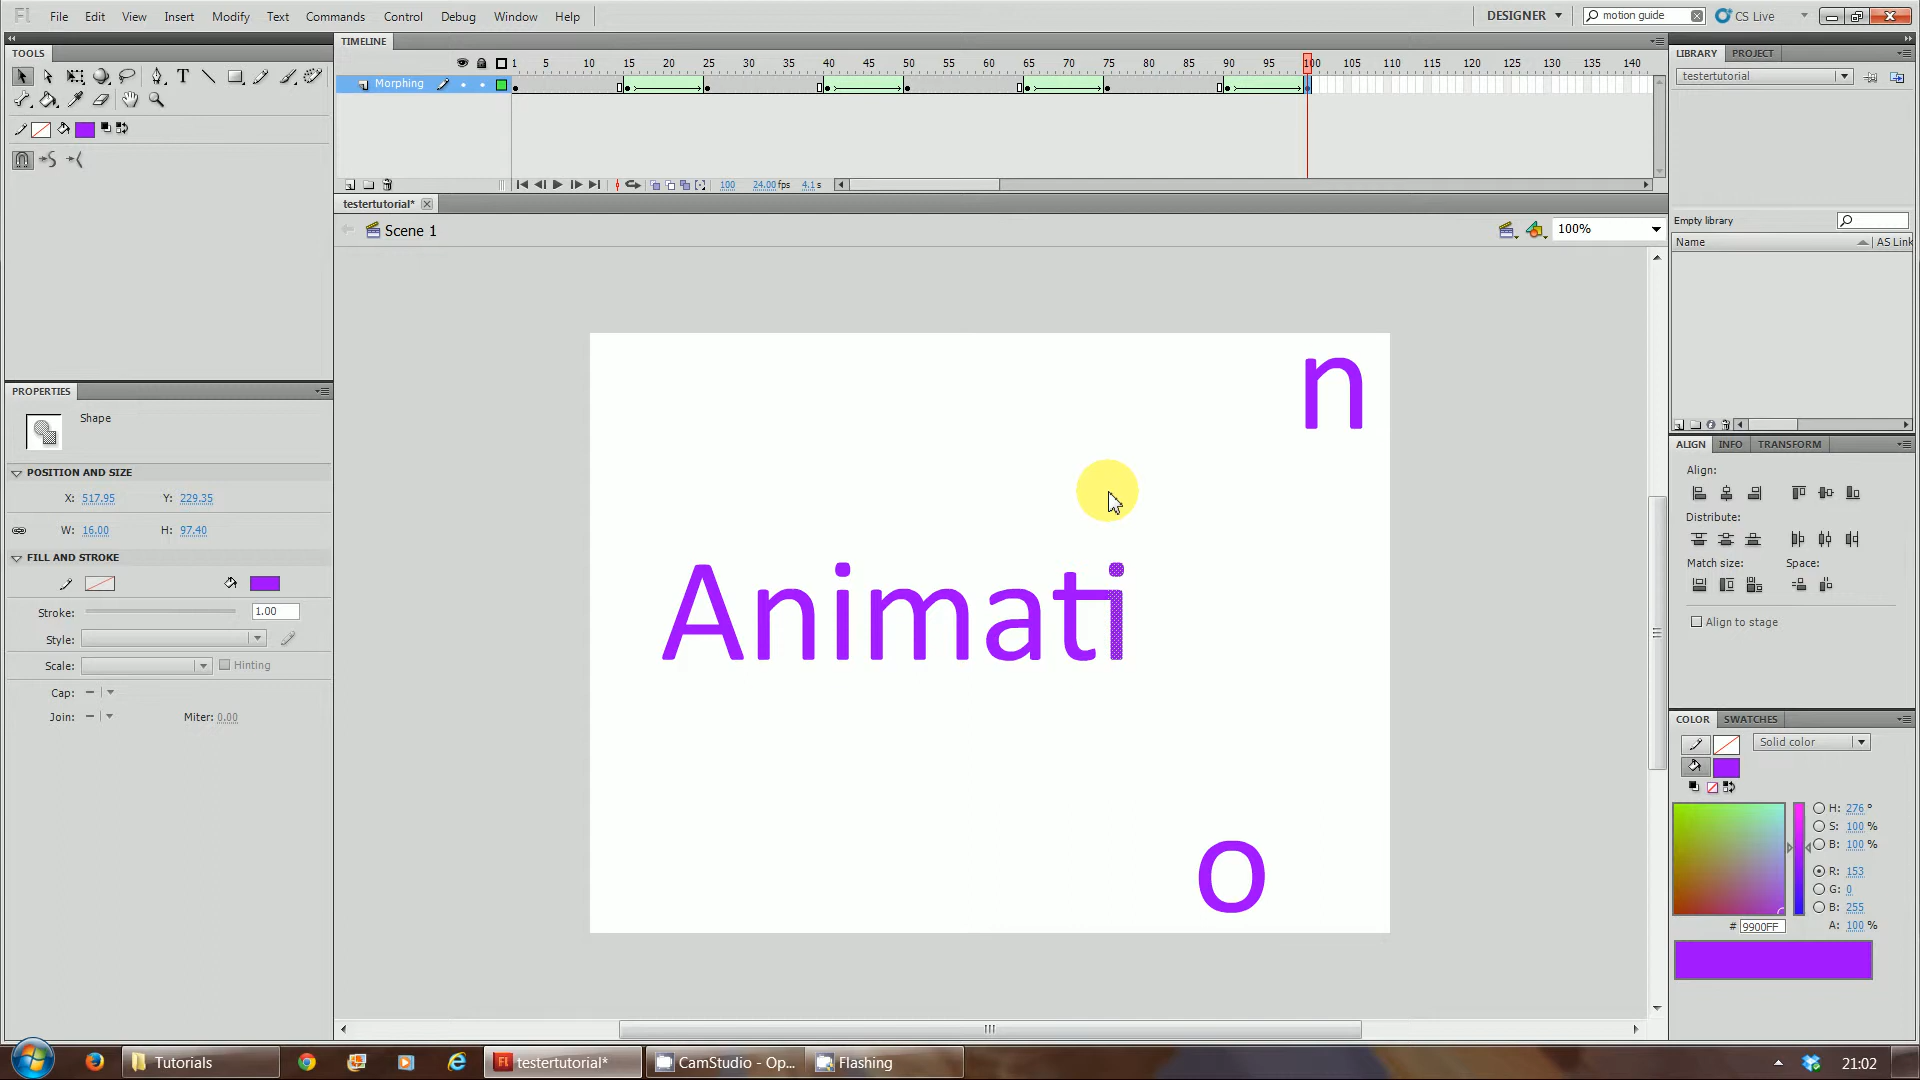 Fl File Edit View Insert Modify Text Commands Control Debug Window Help DESIGNER motion guide CS Live
TOOLS
TIMELINE
1 5 10 15 20 25 30 35 40 45 50 55 60 65 70 75 80 85 90 95 100 105 110 115 120 125 130 135 140
Morphing
100 24.00fps 4.1s
testertutorial*
Scene 1
100%
n
Animati
o
PROPERTIES
Shape
POSITION AND SIZE
X: 517.95 Y: 229.35
W: 16.00 H: 97.40
FILL AND STROKE
Stroke: 1.00
Style:
Scale: Hinting
Cap:
Join: Miter: 0.00
LIBRARY PROJECT
testertutorial
Empty library
Name AS Link
ALIGN INFO TRANSFORM
Align:
Distribute:
Match size: Space:
Align to stage
COLOR SWATCHES
Solid color
H: 276 °
S: 100 %
B: 100 %
R: 153
G: 0
B: 255
# 9900FF A: 100 %
Tutorials Fl testertutorial* CamStudio - Op... Flashing 21:02